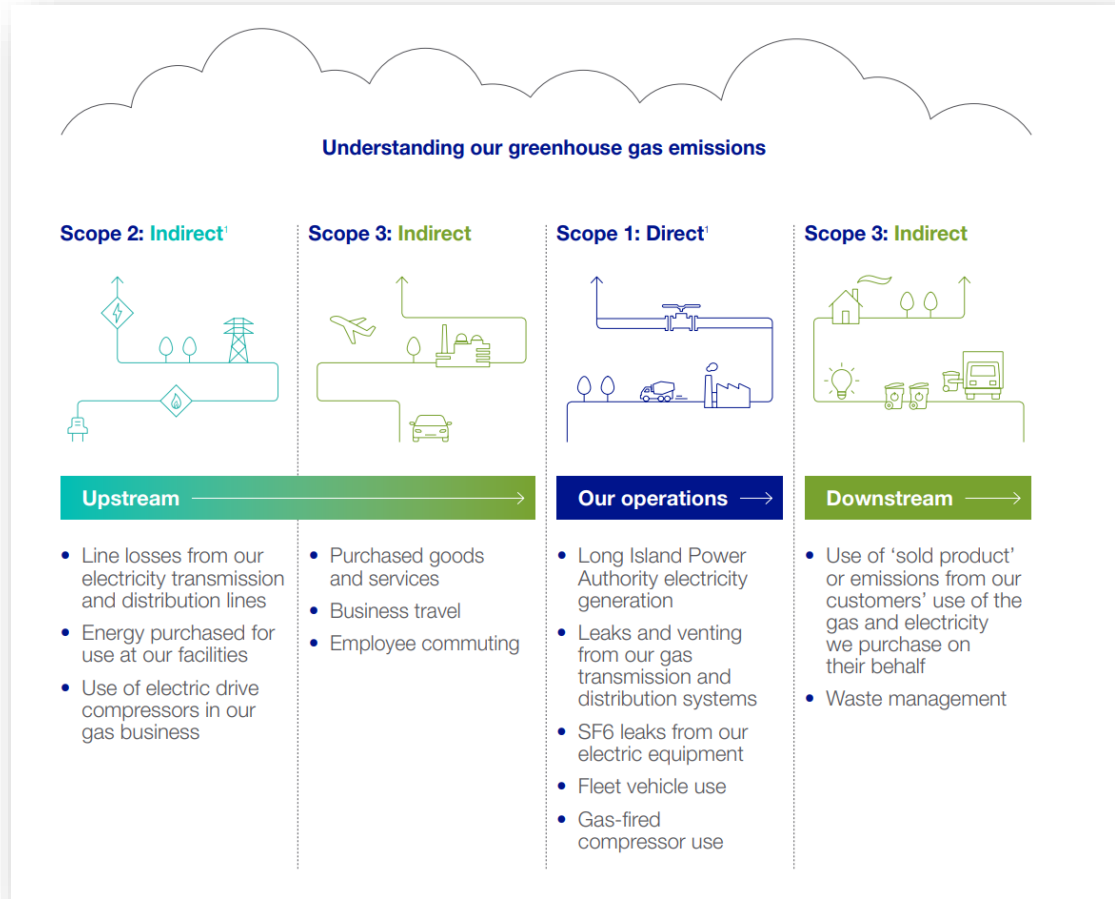 Understanding our greenhouse gas emissions
Scope 2: Indirect¹
Scope 3: Indirect
Scope 1: Direct¹
Scope 3: Indirect
Upstream
Our operations
Downstream
• Line losses from our
electricity transmission
and distribution lines
• Energy purchased for
use at our facilities
• Use of electric drive
compressors in our
gas business
• Purchased goods
and services
• Business travel
• Employee commuting
• Long Island Power
Authority electricity
generation
• Leaks and venting
from our gas
transmission and
distribution systems
• SF6 leaks from our
electric equipment
• Fleet vehicle use
• Gas-fired
compressor use
• Use of ‘sold product’
or emissions from our
customers’ use of the
gas and electricity
we purchase on
their behalf
• Waste management